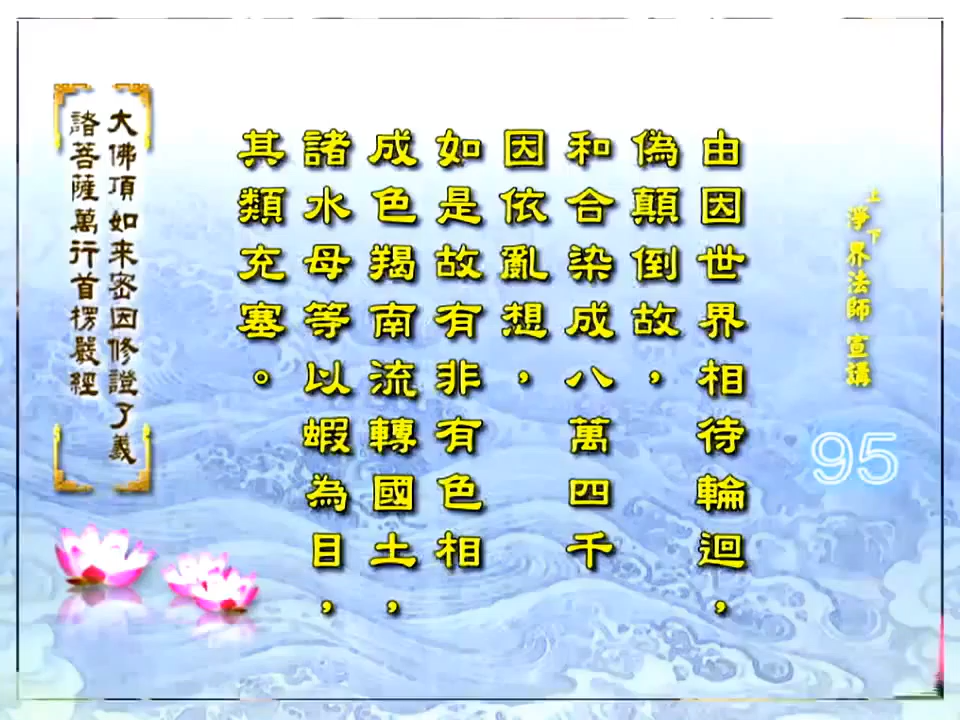 上淨下界法師 宣講
95
由因世界相待輪迴，
偽顛倒故，
和合染成八萬四千
因依亂想，
如是故有非有色相
成色羯南流轉國土，
諸水母等以蝦為目，
其類充塞。
大佛頂如來密因修證了義
諸菩薩萬行首楞嚴經